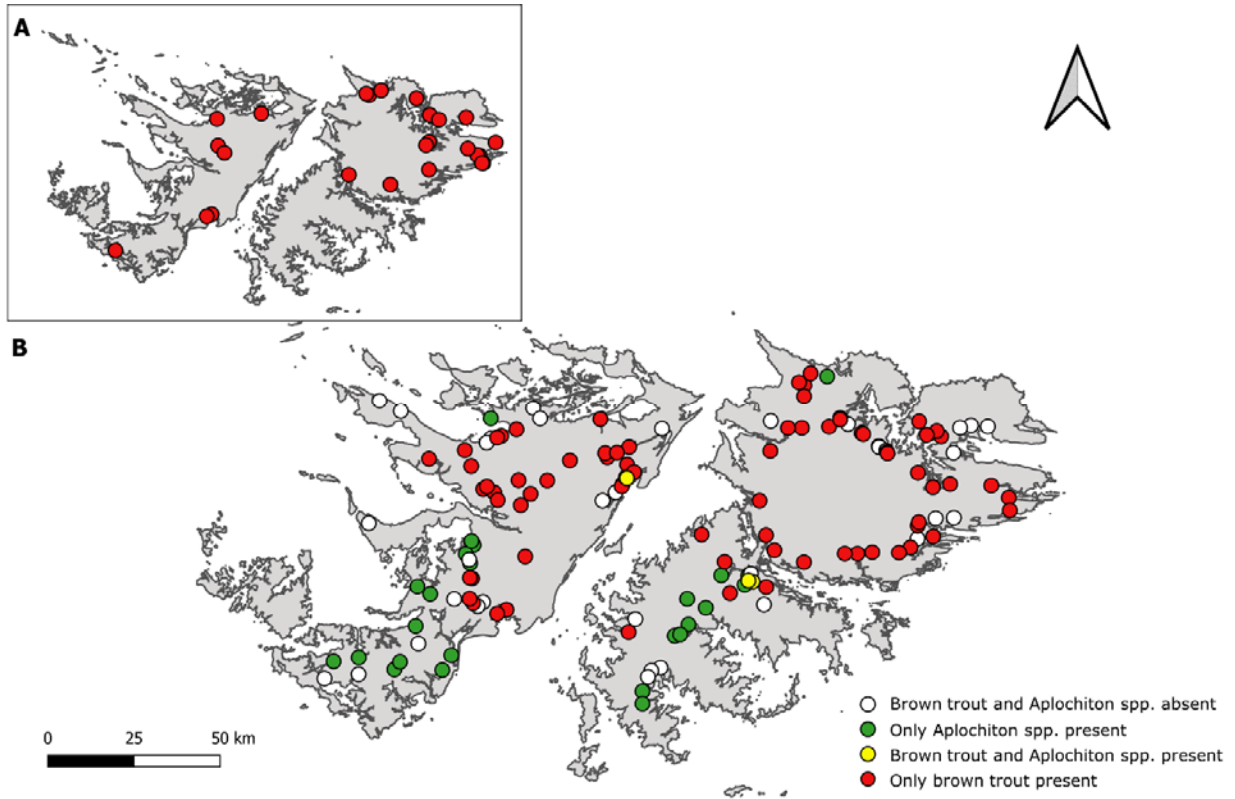 A
B
0 25 50 km
Brown trout and Aplochiton spp. absent
Only Aplochiton spp. present
Brown trout and Aplochiton spp. present
Only brown trout present